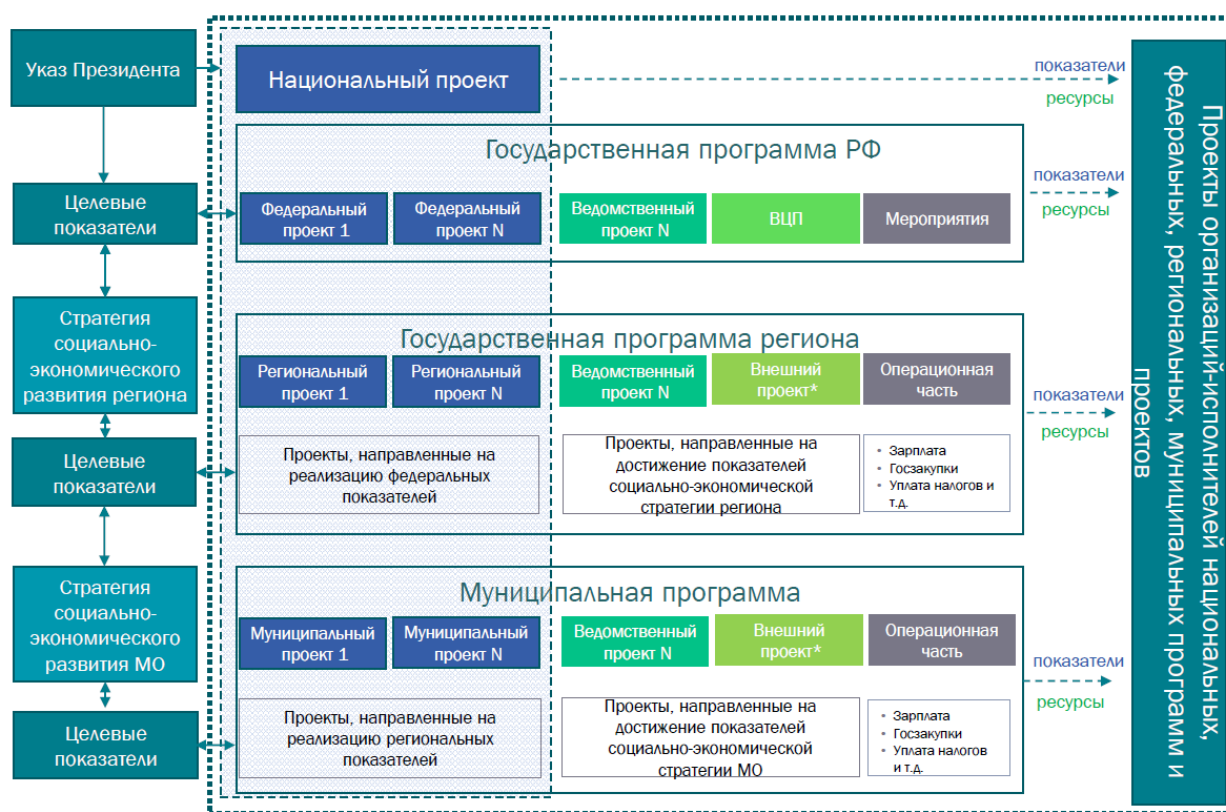 Указ Президента
Целевые
показатели
Стратегия
социально-
экономического
развития региона
Целевые
показатели
Стратегия
социально-
экономического
развития МО
Целевые
показатели
Национальный проект
показатели
ресурсы
Государственная программа РФ
Федеральный
проект 1
Федеральный
проект N
Ведомственный
проект N
ВЦП
Мероприятия
показатели
ресурсы
Государственная программа региона
Региональный
проект 1
Региональный
проект N
Ведомственный
проект N
Внешний
проект*
Операционная
часть
Проекты, направленные на
реализацию федеральных
показателей
Проекты, направленные на
достижение показателей
социально-экономической
стратегии региона
• Зарплата
• Госзакупки
• Уплата налогов и
т.д.
показатели
ресурсы
Муниципальная программа
Муниципальный
проект 1
Муниципальный
проект N
Ведомственный
проект N
Внешний
проект*
Операционная
часть
Проекты, направленные на
реализацию региональных
показателей
Проекты, направленные на
достижение показателей
социально-экономической
стратегии МО
• Зарплата
• Госзакупки
• Уплата налогов
и т.д.
показатели
ресурсы
Проекты организаций-исполнителей национальных,
федеральных, региональных, муниципальных программ и
проектов